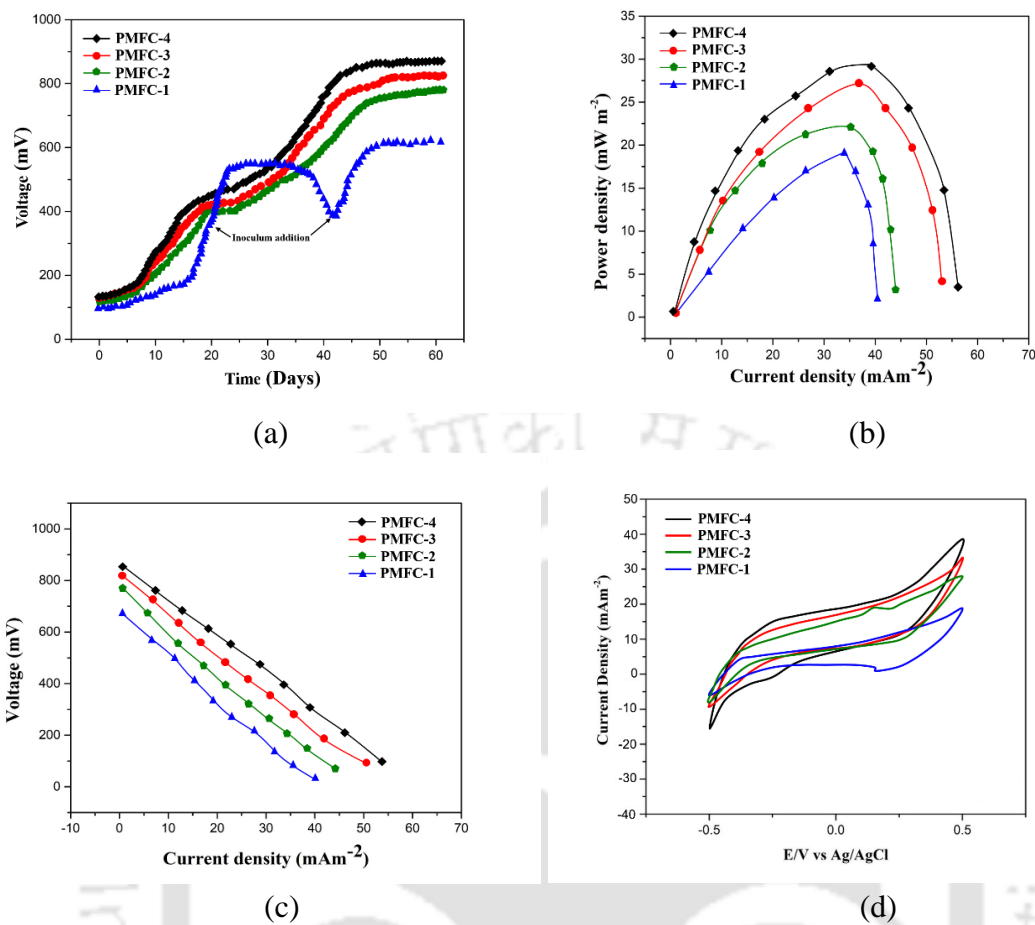 1000
800
600
400
200
0
Voltage (mV)
PMFC-4
PMFC-3
PMFC-2
PMFC-1
Inoculum addition
0 10 20 30 40 50 60
Time (Days)
(a)
35
30
25
20
15
10
5
0
Power density (mW m-2)
PMFC-4
PMFC-3
PMFC-2
PMFC-1
0 10 20 30 40 50 60 70
Current density (mAm-2)
(b)
1000
800
600
400
200
0
Voltage (mV)
PMFC-4
PMFC-3
PMFC-2
PMFC-1
-10 0 10 20 30 40 50 60 70
Current density (mAm-2)
(c)
50
40
30
20
10
0
-10
-20
-30
-40
Current Density (mAm-2)
PMFC-4
PMFC-3
PMFC-2
PMFC-1
-0.5 0.0 0.5
E/V vs Ag/AgCl
(d)